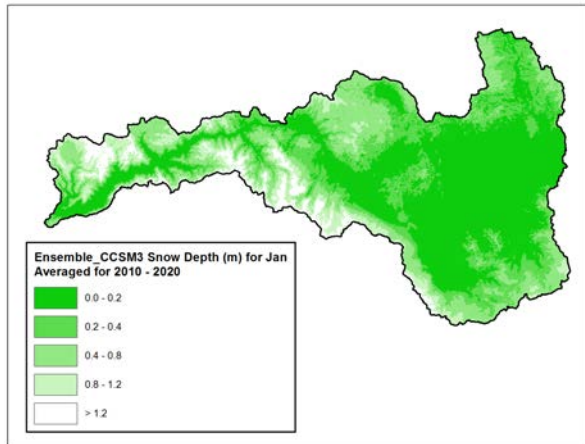 Ensemble_CCSM3 Snow Depth (m) for Jan
Averaged for 2010 - 2020
0.0 - 0.2
0.2 - 0.4
0.4 - 0.8
0.8 - 1.2
> 1.2